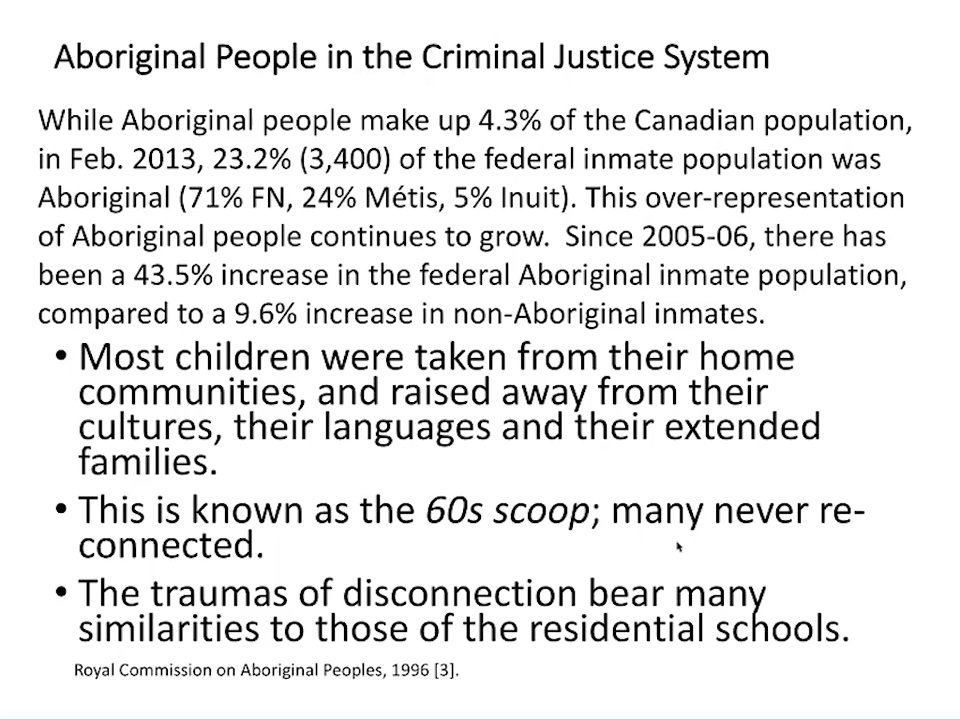 Aboriginal People in the Criminal Justice System
While Aboriginal people make up 4.3% of the Canadian population,
in Feb. 2013, 23.2% (3,400) of the federal inmate population was
Aboriginal (71% FN, 24% Métis, 5% Inuit). This over-representation
of Aboriginal people continues to grow.  Since 2005-06, there has
been a 43.5% increase in the federal Aboriginal inmate population,
compared to a 9.6% increase in non-Aboriginal inmates.
• Most children were taken from their home
communities, and raised away from their
cultures, their languages and their extended
families.
• This is known as the 60s scoop; many never re-
connected.
• The traumas of disconnection bear many
similarities to those of the residential schools.
Royal Commission on Aboriginal Peoples, 1996 [3].